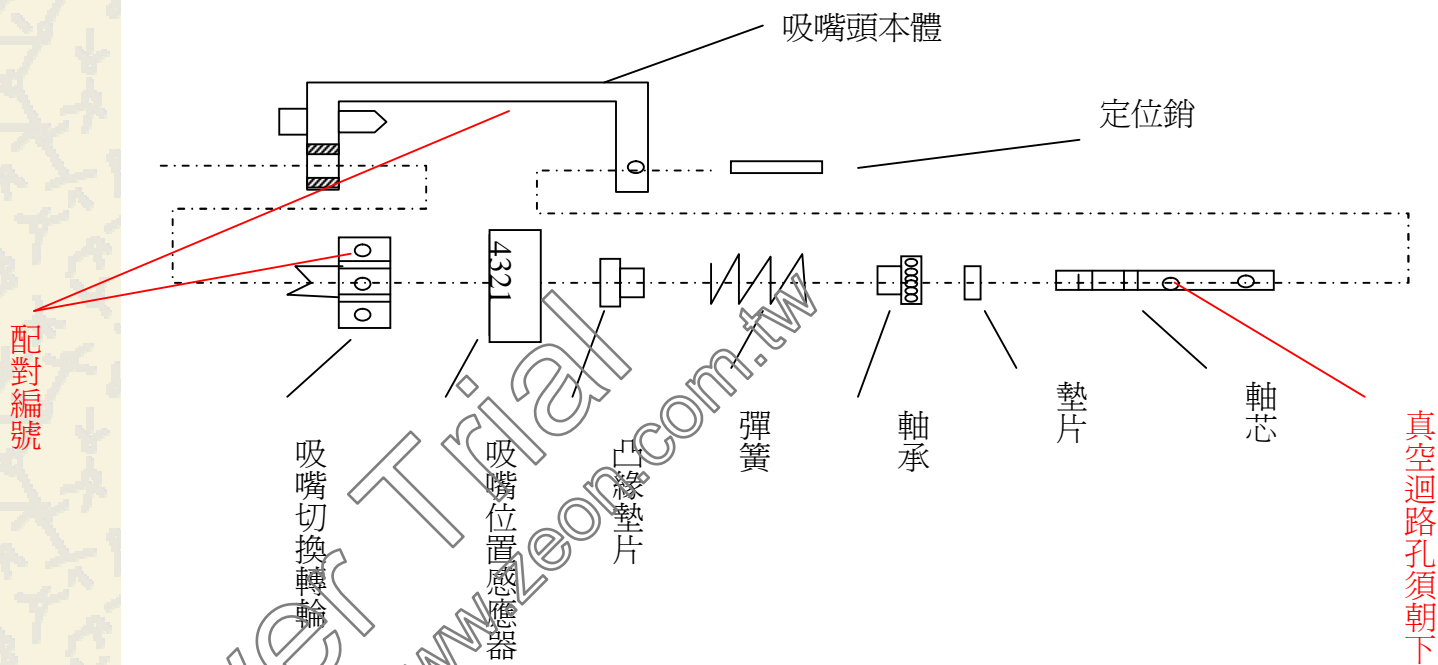 吸嘴頭本體
定位銷
4321
配對編號
吸嘴切換轉輪
吸嘴位置感應器
凸緣墊片
彈簧
軸承
墊片
軸芯
真空迴路孔須朝下
ver Trial
www.zeon.com.tw